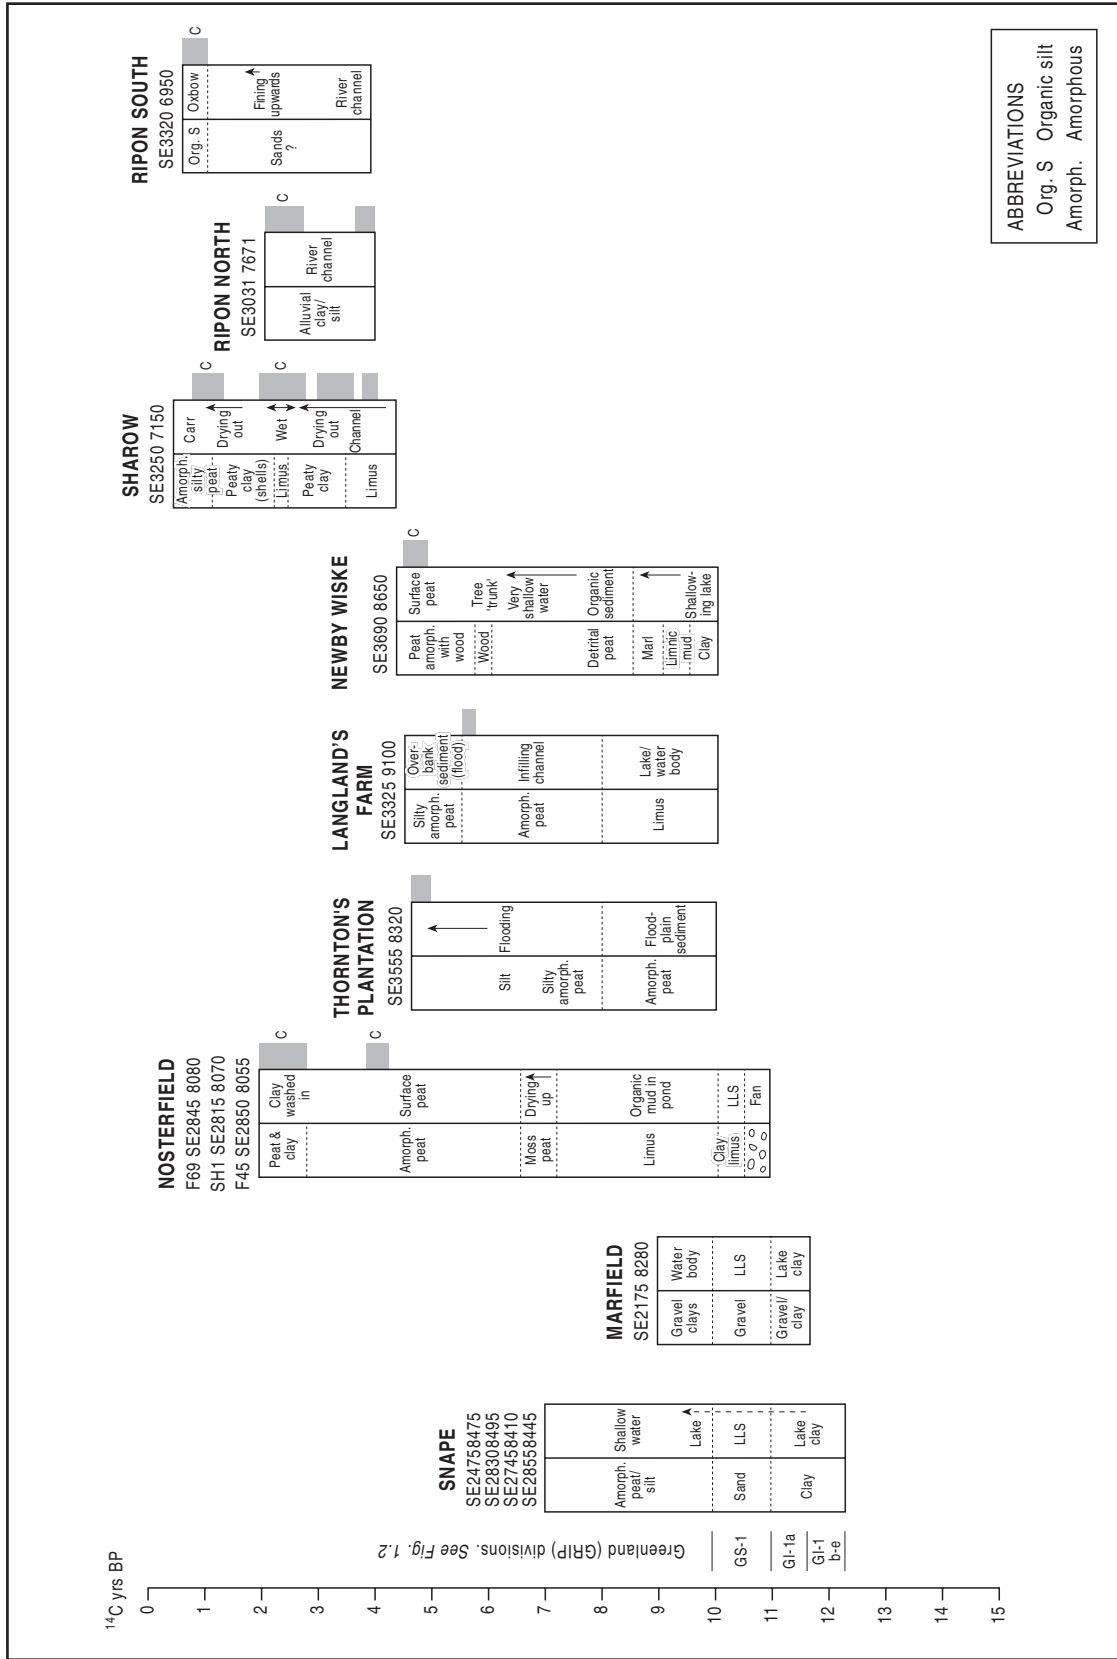 ¹⁴C yrs BP
0
1
2
3
4
5
6
7
8
9
10
11
12
13
14
15
Greenland (GRIP) divisions. See Fig. 1.2
GS-1
GI-1a
GI-1
b-e
SNAPE
SE24758475
SE28308495
SE27458410
SE28558445
Amorph.
peat/
silt
Sand
Clay
Shallow
water
Lake
LLS
Lake
clay
MARFIELD
SE2175 8280
Gravel
clays
Gravel
Gravel/
clay
Water
body
LLS
Lake
clay
NOSTERFIELD
F69 SE2845 8080
SH1 SE2815 8070
F45 SE2850 8055
Peat &
clay
Amorph.
peat
Moss
peat
Limus
Clay
limus
Clay
washed
in
Surface
peat
Drying
up
Organic
mud in
pond
LLS
Fan
C
C
THORNTON'S
PLANTATION
SE3555 8320
Silt
Silty
amorph.
peat
Amorph.
peat
Flooding
Flood-
plain
sediment
LANGLAND'S
FARM
SE3325 9100
Silty
amorph.
peat
Amorph.
peat
Limus
Over-
bank
sediment
(flood)
Infilling
channel
Lake/
water
body
NEWBY WISKE
SE3690 8650
Peat
amorph.
with
wood
Wood
Detrital
peat
Marl
Limnic
mud
Clay
Surface
peat
Tree
'trunk'
Very
shallow
water
Organic
sediment
Shallow-
ing lake
C
SHAROW
SE3250 7150
Amorph.
silty
peat
Peaty
clay
(shells)
Limus
Peaty
clay
Limus
Carr
Drying
out
Wet
Drying
out
Channel
C
C
RIPON NORTH
SE3031 7671
Alluvial
clay/
silt
River
channel
C
RIPON SOUTH
SE3320 6950
Org. S
Sands
?
Oxbow
Fining
upwards
River
channel
C
ABBREVIATIONS
Org. S Organic silt
Amorph. Amorphous